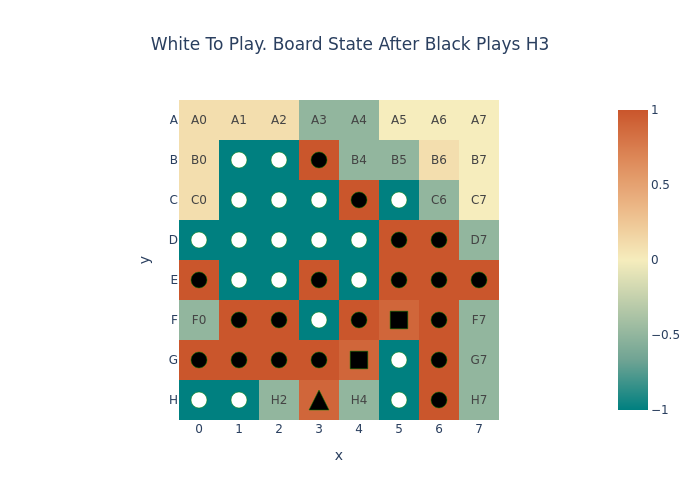 White To Play. Board State After Black Plays H3
A A0 A1 A2 A3 A4 A5 A6 A7
B B0 B4 B5 B6 B7
C C0 C6 C7
D D7
E
F F0 F7
G G7
H H2 H4 H7
0 1 2 3 4 5 6 7
x
y
1
0.5
0
−0.5
−1